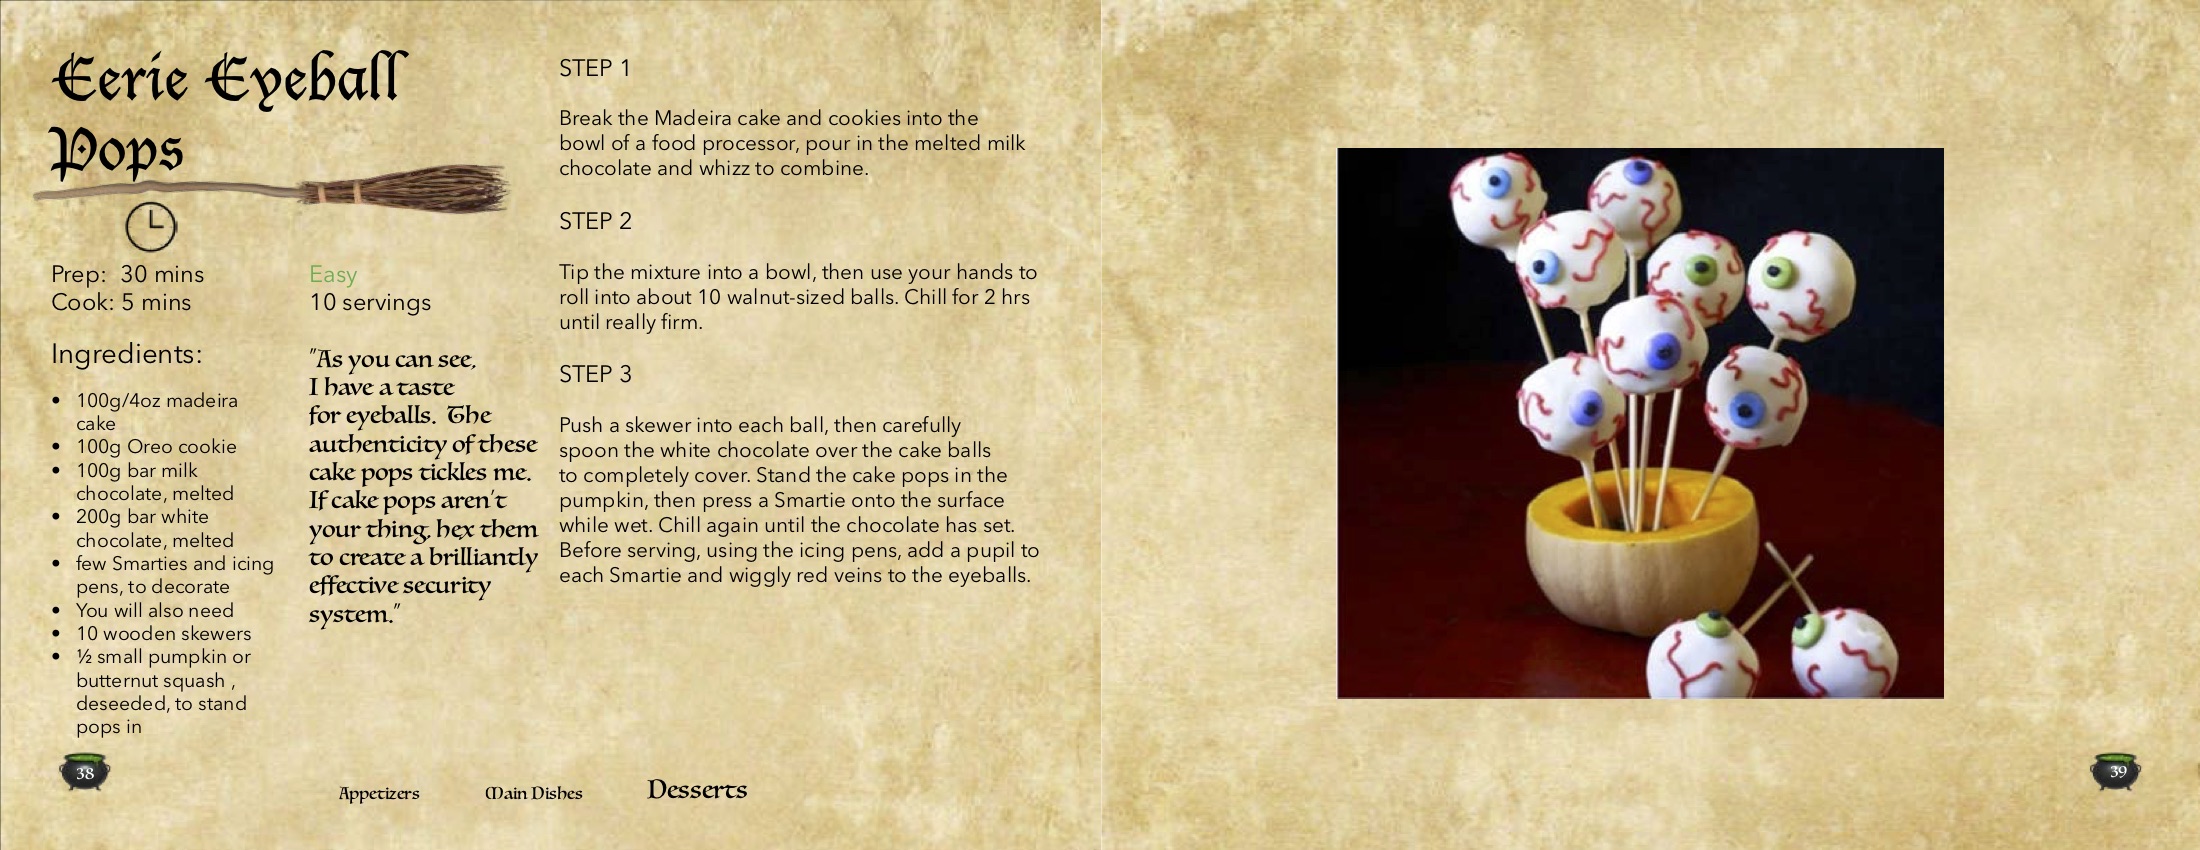 Eerie Eyeball
Pops
Prep: 30 mins
Cook: 5 mins
Ingredients:
• 100g/4oz madeira
cake
• 100g Oreo cookie
• 100g bar milk
chocolate, melted
• 200g bar white
chocolate, melted
• few Smarties and icing
pens, to decorate
• You will also need
• 10 wooden skewers
• ½ small pumpkin or
butternut squash ,
deseeded, to stand
pops in
Easy
10 servings
"As you can see,
I have a taste
for eyeballs. The
authenticity of these
cake pops tickles me.
If cake pops aren't
your thing, hex them
to create a brilliantly
effective security
system."
STEP 1
Break the Madeira cake and cookies into the
bowl of a food processor, pour in the melted milk
chocolate and whizz to combine.
STEP 2
Tip the mixture into a bowl, then use your hands to
roll into about 10 walnut-sized balls. Chill for 2 hrs
until really firm.
STEP 3
Push a skewer into each ball, then carefully
spoon the white chocolate over the cake balls
to completely cover. Stand the cake pops in the
pumpkin, then press a Smartie onto the surface
while wet. Chill again until the chocolate has set.
Before serving, using the icing pens, add a pupil to
each Smartie and wiggly red veins to the eyeballs.
38
Appetizers
Main Dishes
Desserts
39